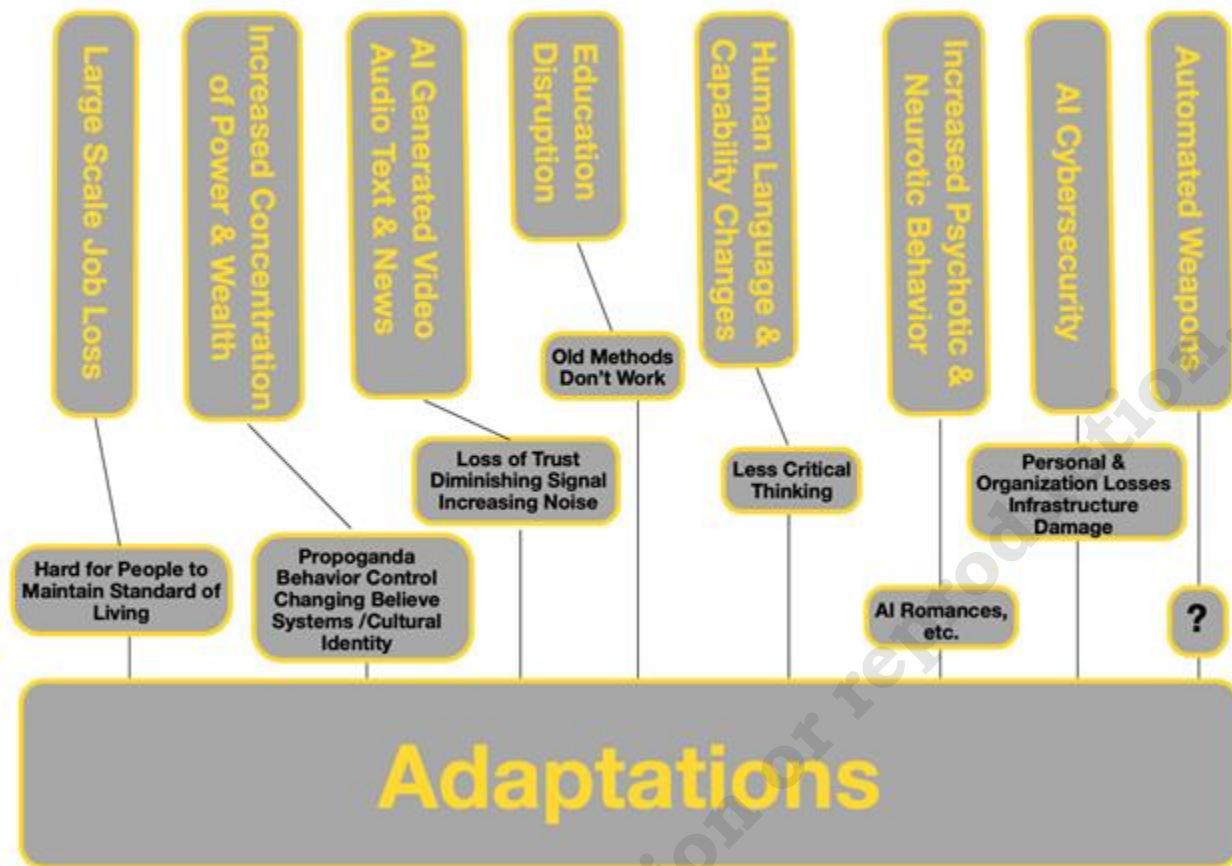 Large Scale Job Loss
Increased Concentration
of Power & Wealth
AI Generated Video
Audio Text & News
Education
Disruption
Human Language &
Capability Changes
Increased Psychotic &
Neurotic Behavior
AI Cybersecurity
Automated Weapons
Old Methods
Don't Work
Loss of Trust
Diminishing Signal
Increasing Noise
Less Critical
Thinking
Personal &
Organization Losses
Infrastructure
Damage
Hard for People to
Maintain Standard of
Living
Propoganda
Behavior Control
Changing Believe
Systems /Cultural
Identity
AI Romances,
etc.
?
Adaptations
or reproduction.